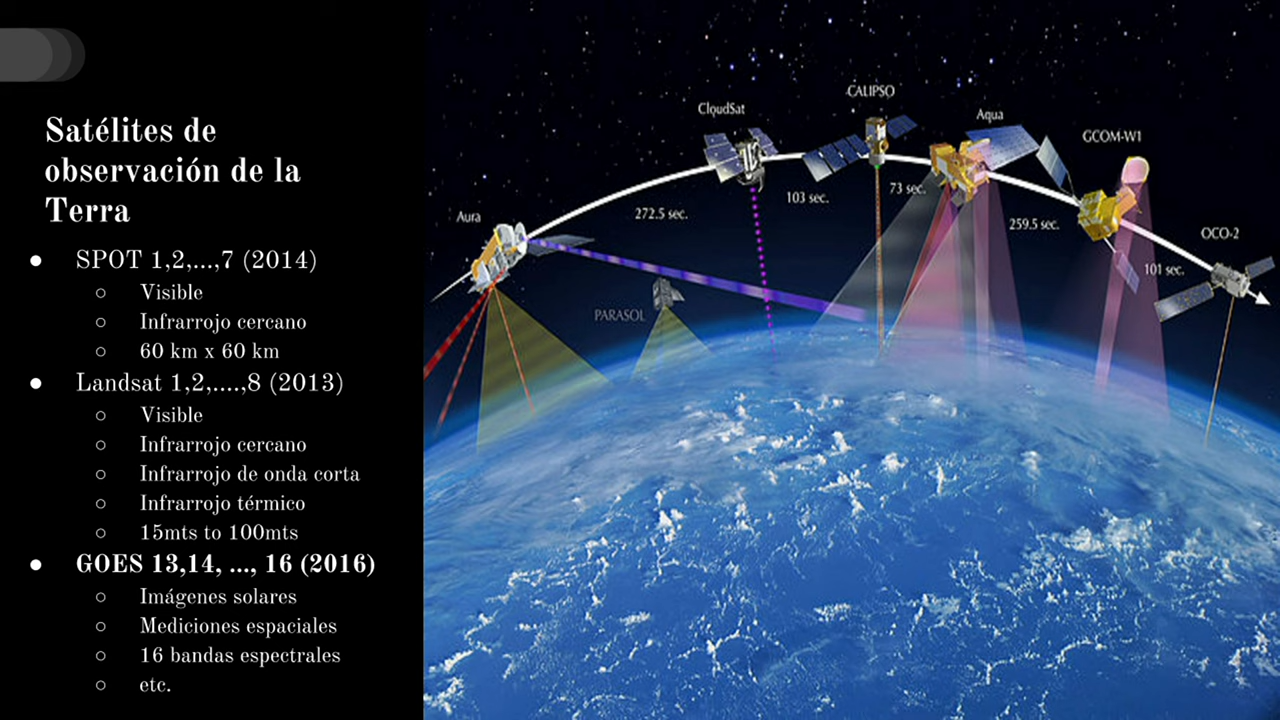 Satélites de
observación de la
Terra
● SPOT 1,2,...,7 (2014)
○ Visible
○ Infrarrojo cercano
○ 60 km x 60 km
● Landsat 1,2,....,8 (2013)
○ Visible
○ Infrarrojo cercano
○ Infrarrojo de onda corta
○ Infrarrojo térmico
○ 15mts to 100mts
● GOES 13,14, ..., 16 (2016)
○ Imágenes solares
○ Mediciones espaciales
○ 16 bandas espectrales
○ etc.
Aura
272.5 sec.
PARASOL
CloudSat
103 sec.
CALIPSO
73 sec.
Aqua
259.5 sec.
GCOM-W1
101 sec.
OCO-2